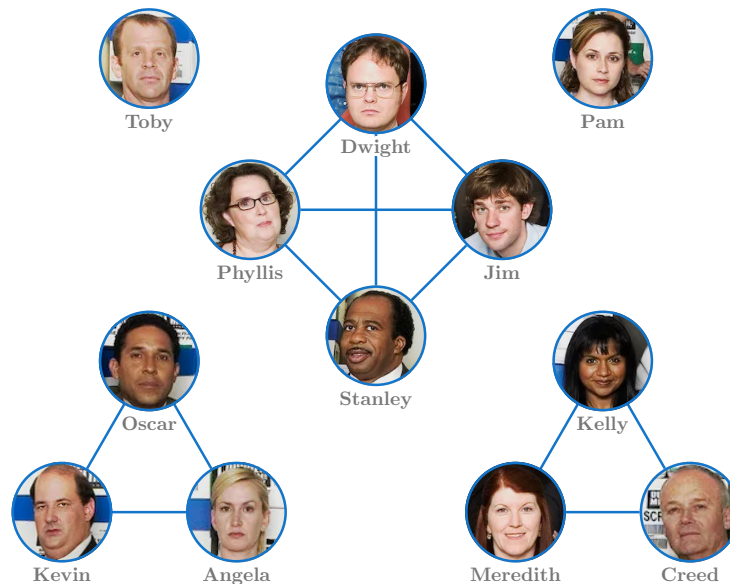 Toby
Pam
Dwight
Phyllis
Jim
Stanley
Oscar
Kelly
Kevin
Angela
Meredith
Creed